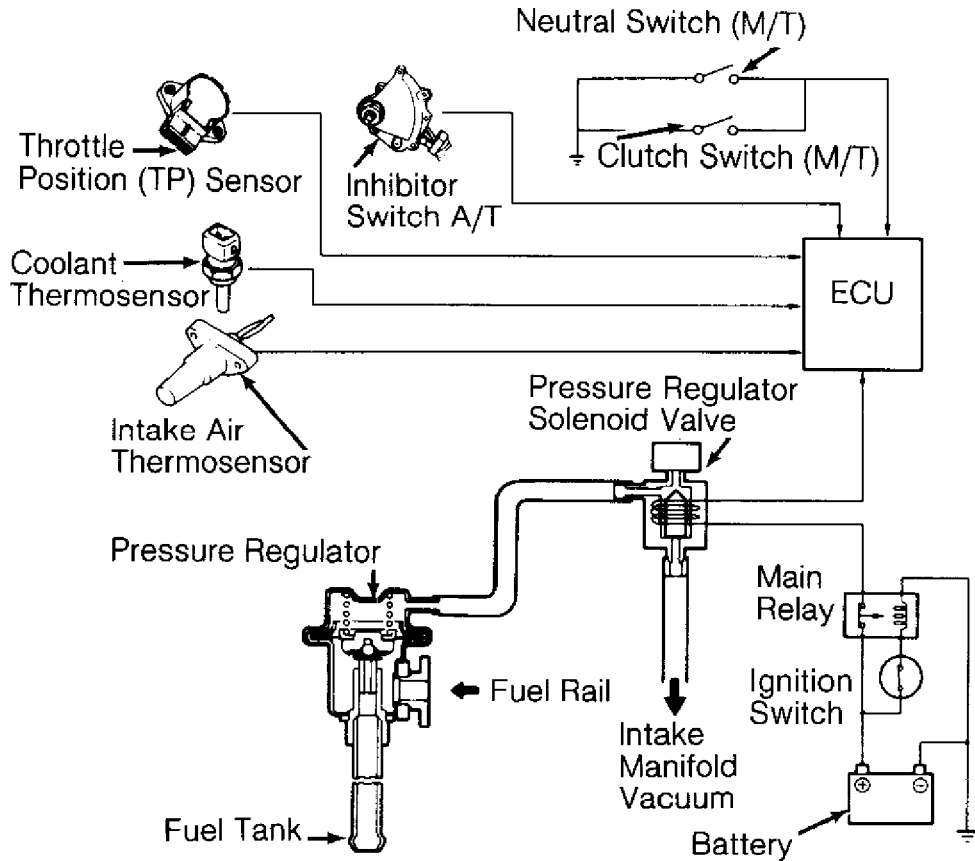 Neutral Switch (M/T)
Throttle
Position (TP) Sensor
Inhibitor
Switch A/T
Clutch Switch (M/T)
Coolant
Thermosensor
ECU
Intake Air
Thermosensor
Pressure Regulator
Solenoid Valve
Pressure Regulator
Main
Relay
Fuel Rail
Ignition
Switch
Intake
Manifold
Vacuum
Fuel Tank
+
−
Battery